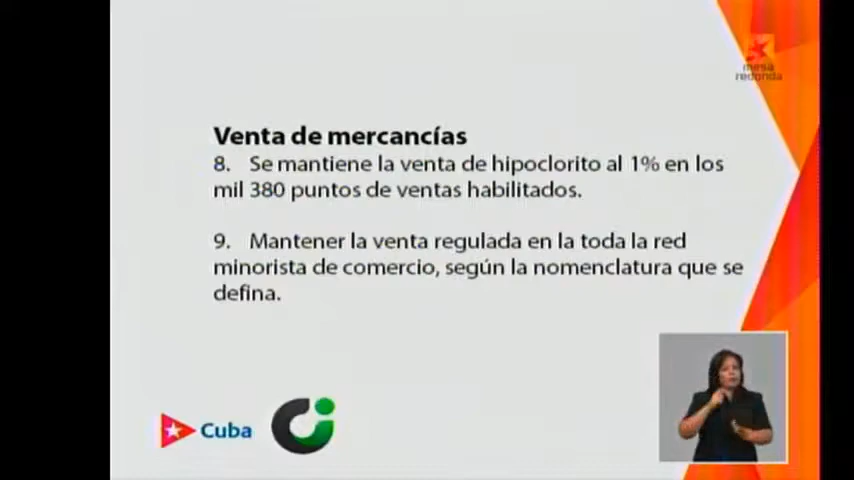 mesa
redonda
Venta de mercancías
8. Se mantiene la venta de hipoclorito al 1% en los
mil 380 puntos de ventas habilitados.
9. Mantener la venta regulada en la toda la red
minorista de comercio, según la nomenclatura que se
defina.
Cuba